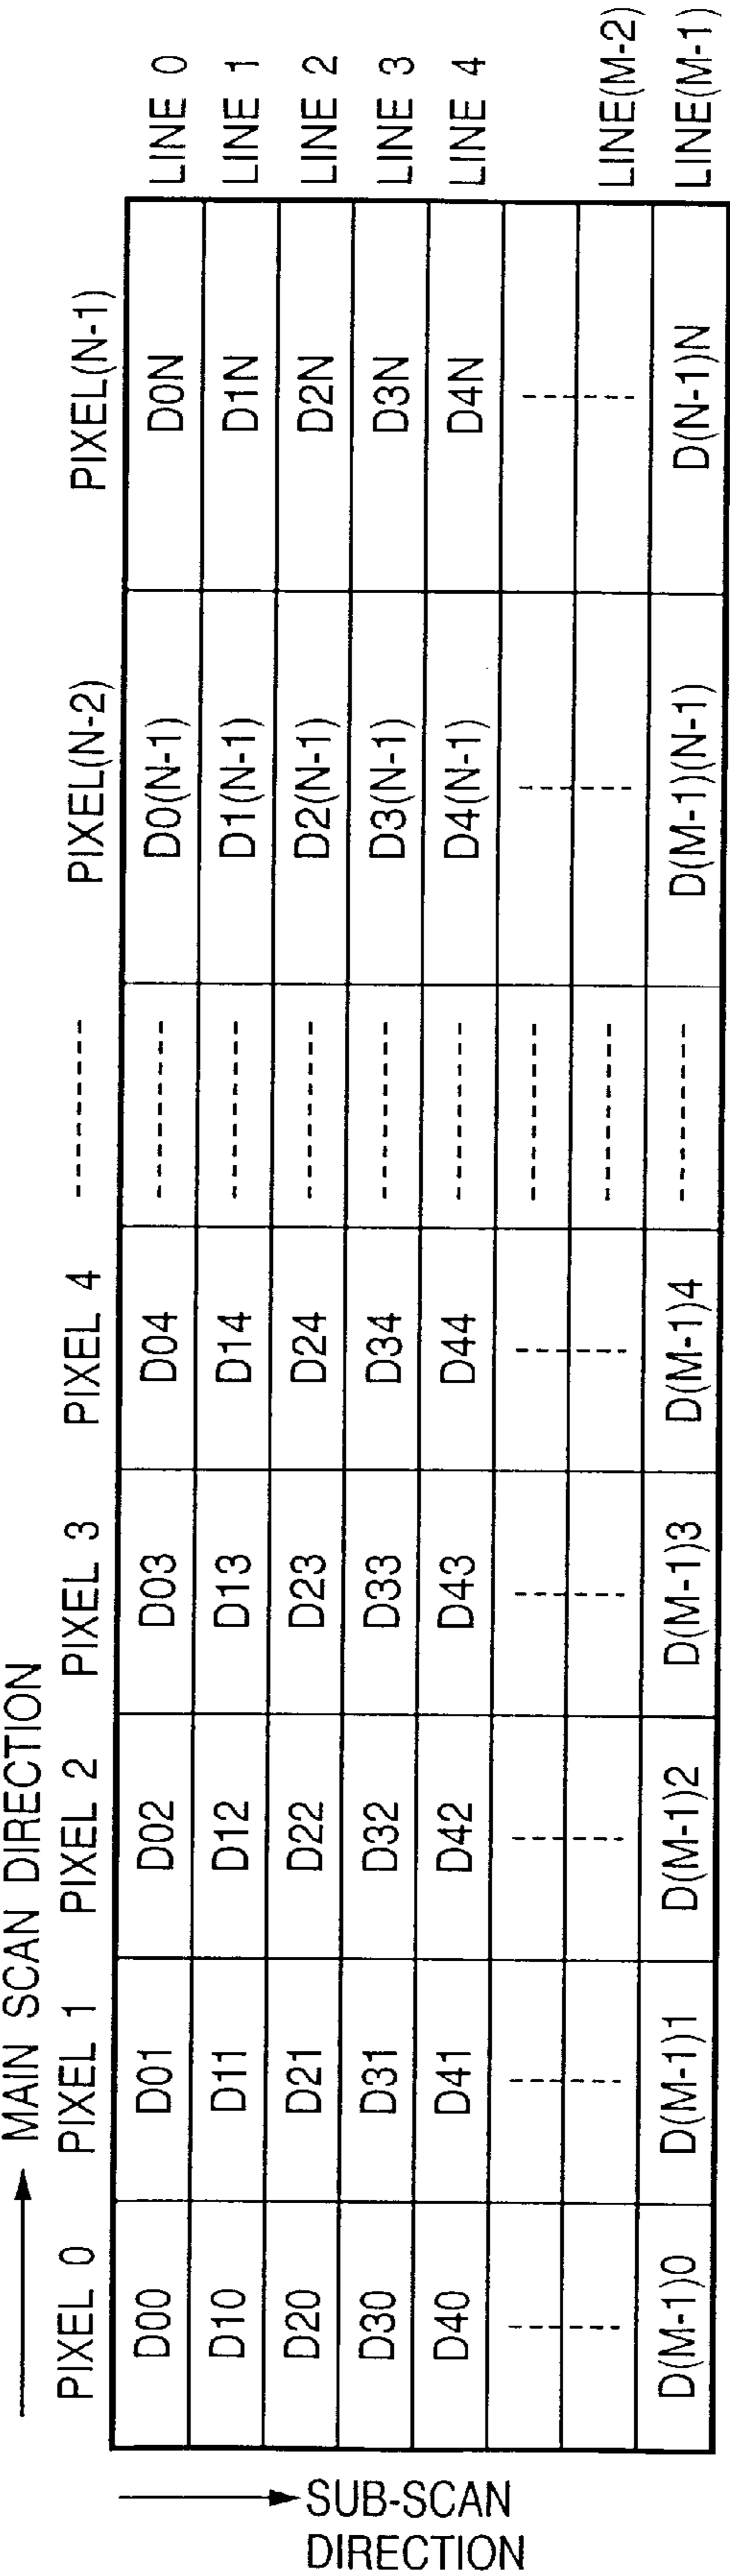 MAIN SCAN DIRECTION
PIXEL 0 PIXEL 1 PIXEL 2 PIXEL 3 PIXEL 4 PIXEL(N-2) PIXEL(N-1)
D00 D01 D02 D03 D04 D0(N-1) D0N LINE 0
D10 D11 D12 D13 D14 D1(N-1) D1N LINE 1
D20 D21 D22 D23 D24 D2(N-1) D2N LINE 2
D30 D31 D32 D33 D34 D3(N-1) D3N LINE 3
D40 D41 D42 D43 D44 D4(N-1) D4N LINE 4
LINE(M-2)
D(M-1)0 D(M-1)1 D(M-1)2 D(M-1)3 D(M-1)4 D(M-1)(N-1) D(N-1)N LINE(M-1)
SUB-SCAN
DIRECTION